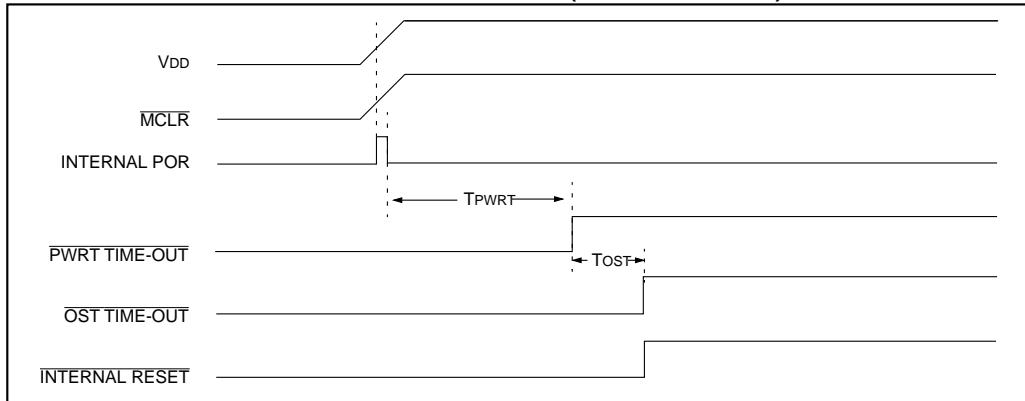 VDD
MCLR
INTERNAL POR
TPWRT
PWRT TIME-OUT
TOST
OST TIME-OUT
INTERNAL RESET